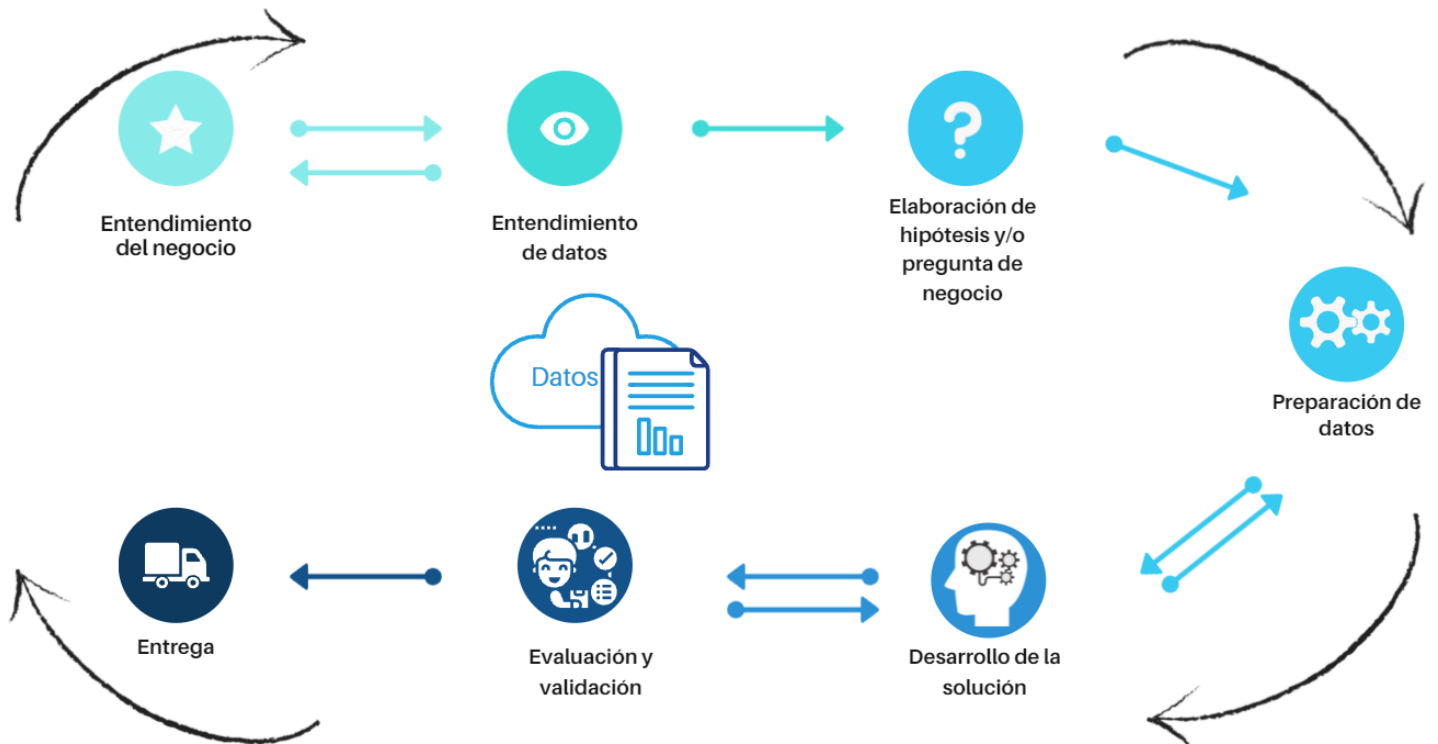 Entendimiento
del negocio
Entendimiento
de datos
Elaboración de
hipótesis y/o
pregunta de
negocio
Preparación de
datos
Datos
Entrega
Evaluación y
validación
Desarrollo de la
solución